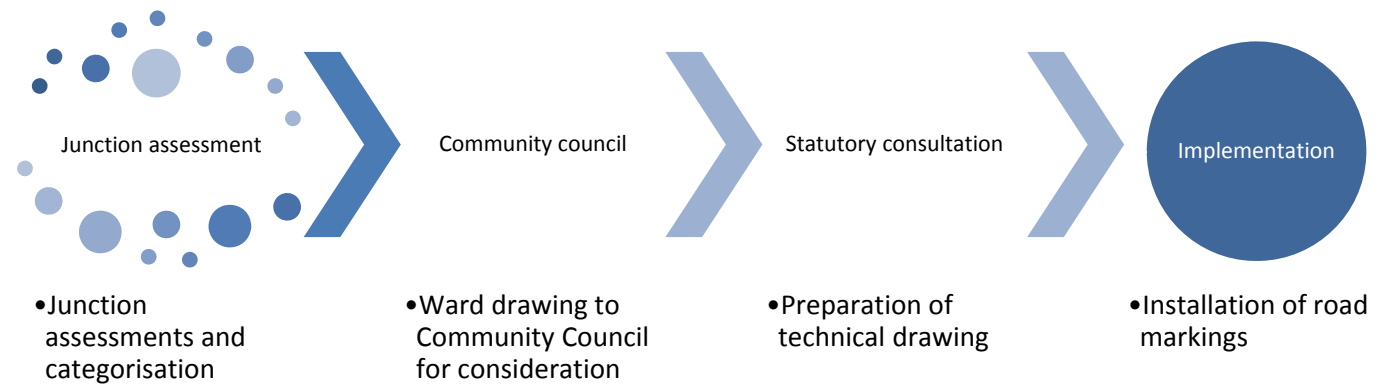 Junction assessment
Community council
Statutory consultation
Implementation
•Junction
assessments and
categorisation
•Ward drawing to
Community Council
for consideration
•Preparation of
technical drawing
•Installation of road
markings